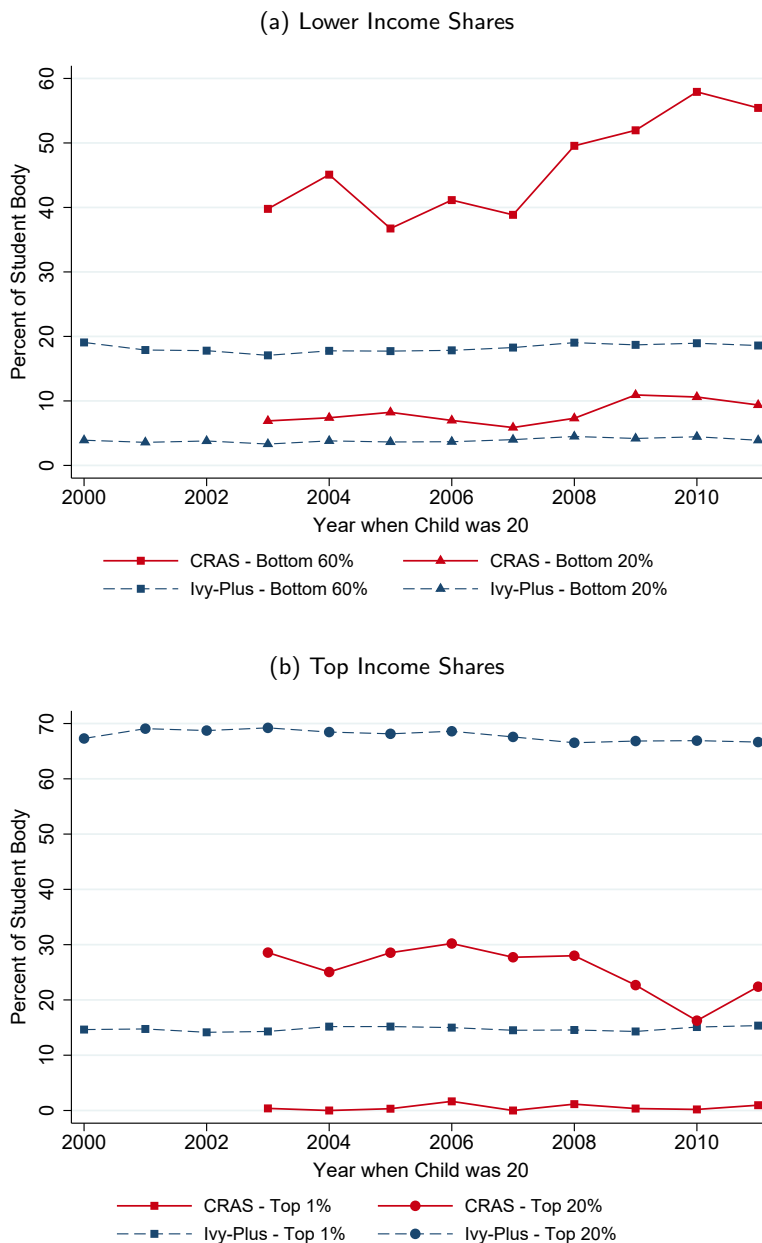 (a) Lower Income Shares
60
50
40
30
20
10
0
Percent of Student Body
2000 2002 2004 2006 2008 2010
Year when Child was 20
CRAS - Bottom 60% CRAS - Bottom 20%
Ivy-Plus - Bottom 60% Ivy-Plus - Bottom 20%
(b) Top Income Shares
70
60
50
40
30
20
10
0
Percent of Student Body
2000 2002 2004 2006 2008 2010
Year when Child was 20
CRAS - Top 1% CRAS - Top 20%
Ivy-Plus - Top 1% Ivy-Plus - Top 20%